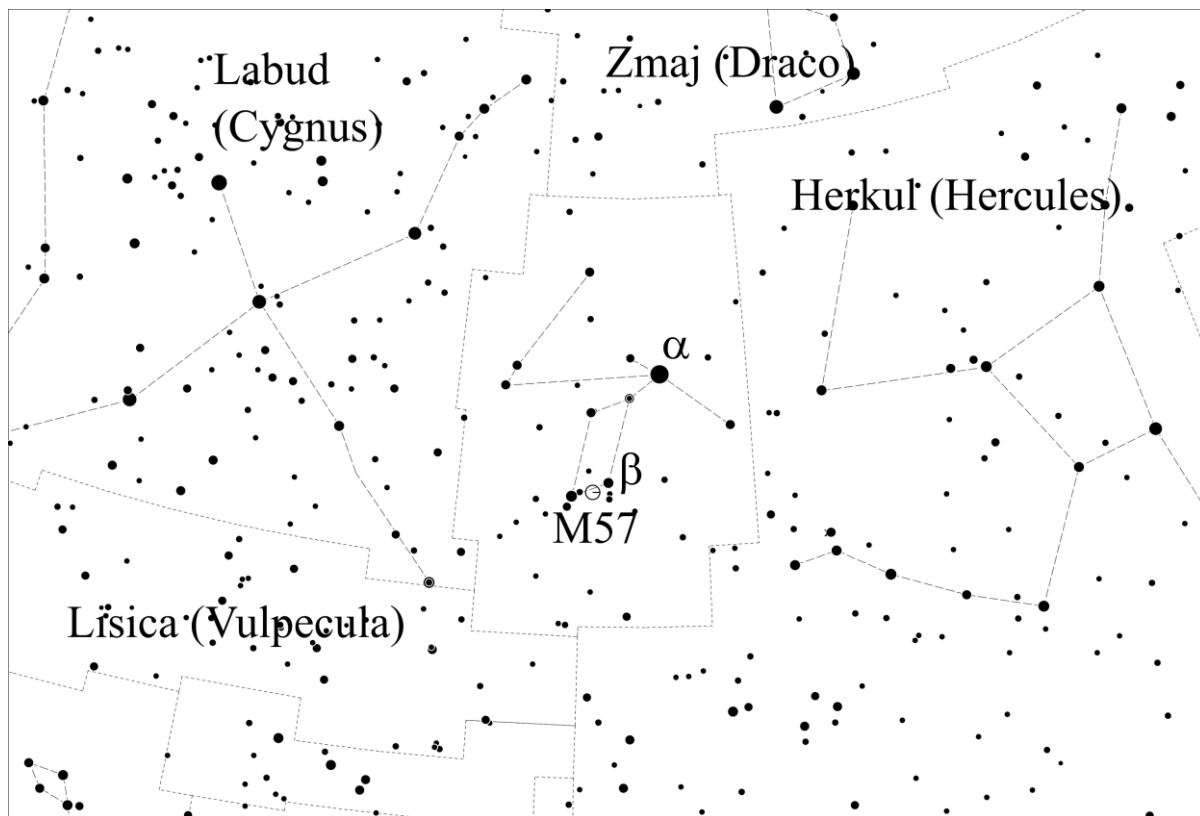 Labud
(Cygnus)
Zmaj (Draco)
Herkul (Hercules)
α
β
M57
Lisica (Vulpecula)